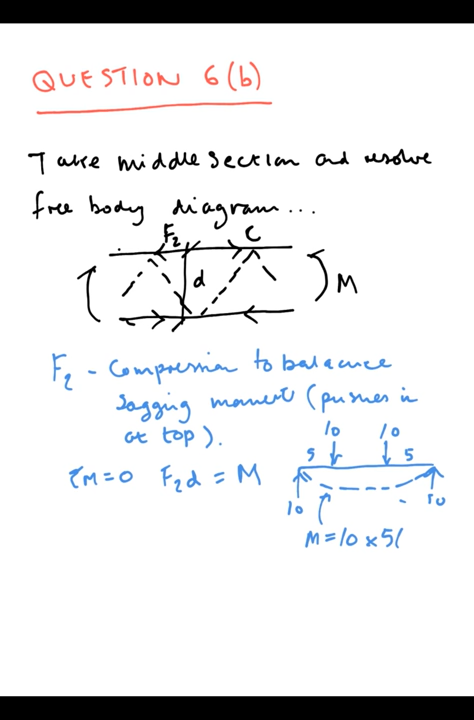 QUESTION 6(b)
Take middle section and resolve
free body diagram...
F2 C
d
M
F2 - Compression to balance
sagging moment (pushes in
at top).
10 10
5 5
ΣM=0 F2d = M
10 10
M=10 x 5(